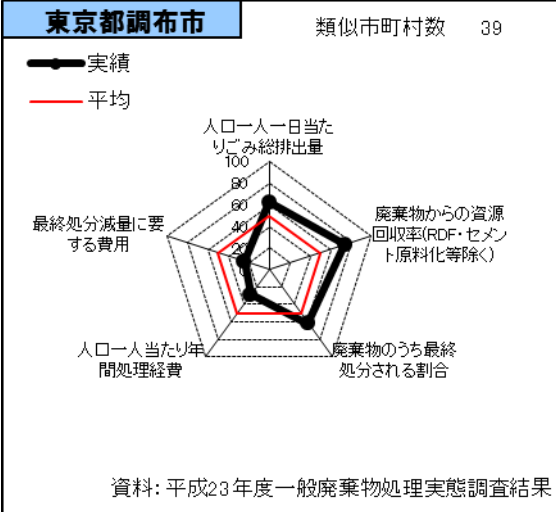 東京都調布市
類似市町村数 39
実績
平均
人口一人一日当た
りごみ総排出量
100
80
60
40
20
0
廃棄物からの資源
回収率(RDF・セメン
ト原料化等除く)
最終処分減量に要
する費用
人口一人当たり年
間処理経費
廃棄物のうち最終
処分される割合
資料:平成23年度一般廃棄物処理実態調査結果